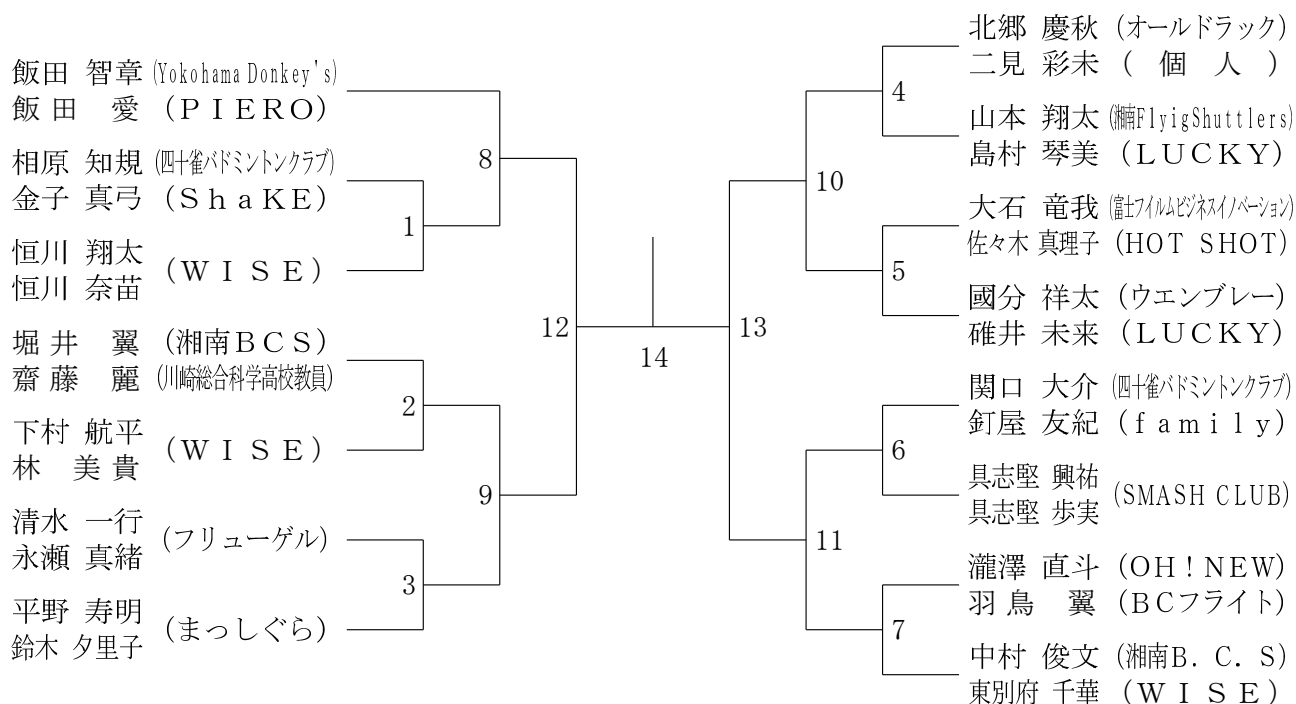 飯田 智章 (Yokohama Donkey's)
飯田 愛 (PIERO)
相原 知規 (四十雀バドミントンクラブ)
金子 真弓 (ShaKE)
恒川 翔太
恒川 奈苗
(WISE)
堀井 翼 (湘南BCS)
齋藤 麗 (川崎総合科学高校教員)
下村 航平
林 美貴
(WISE)
清水 一行
永瀬 真緒
(フリューゲル)
平野 寿明
鈴木 夕里子
(まっしぐら)
1
2
3
8
9
12
14
13
10
11
4
5
6
7
北郷 慶秋 (オールドラック)
二見 彩未 (個人)
山本 翔太 (湘南FlyigShuttlers)
島村 琴美 (LUCKY)
大石 竜我 (富士フイルムビジネスイノベーション)
佐々木 真理子 (HOT SHOT)
國分 祥太 (ウエンブレー)
碓井 未来 (LUCKY)
関口 大介 (四十雀バドミントンクラブ)
釘屋 友紀 (family)
具志堅 興祐
具志堅 歩実
(SMASH CLUB)
瀧澤 直斗 (OH!NEW)
羽鳥 翼 (BCフライト)
中村 俊文 (湘南B.C.S)
東別府 千華 (WISE)